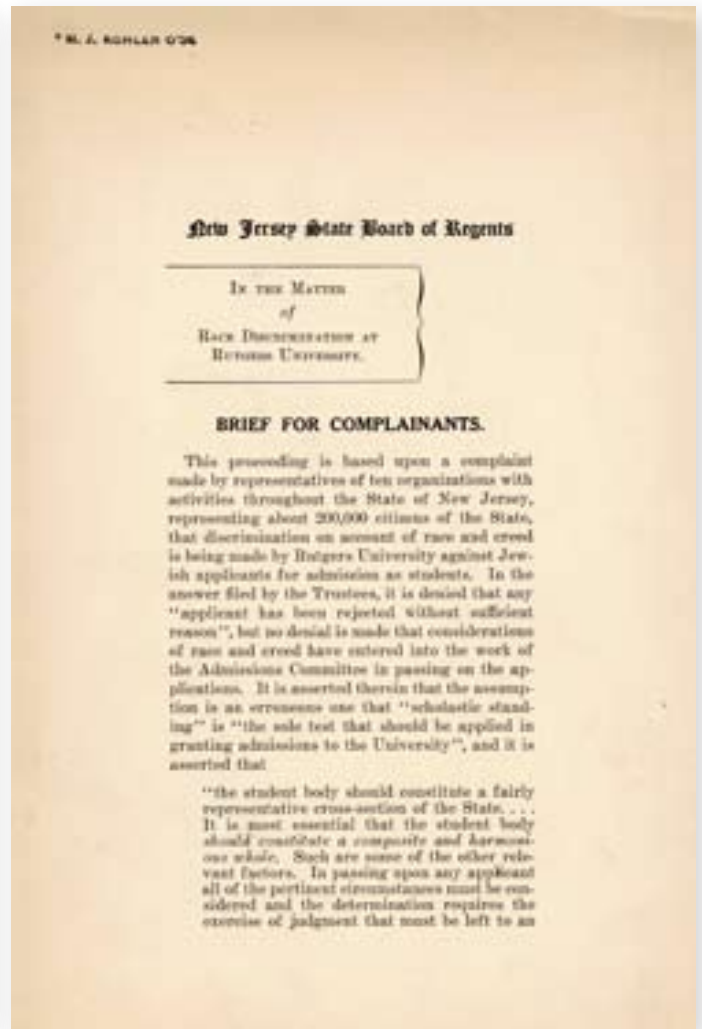 M. J. KOHLER
New Jersey State Board of Regents
IN THE MATTER
of
RACE DISCRIMINATION AT
RUTGERS UNIVERSITY.
BRIEF FOR COMPLAINANTS.
This proceeding is based upon a complaint
made by representatives of ten organizations with
activities throughout the State of New Jersey,
representing about 200,000 citizens of the State,
that discrimination on account of race and creed
is being made by Rutgers University against Jew-
ish applicants for admission as students. In the
answer filed by the Trustees, it is denied that any
"applicant has been rejected without sufficient
reason", but no denial is made that considerations
of race and creed have entered into the work of
the Admissions Committee in passing on the ap-
plications. It is asserted therein that the assump-
tion is an erroneous one that "scholastic stand-
ing" is "the sole test that should be applied in
granting admissions to the University", and it is
asserted that
"the student body should constitute a fairly
representative cross-section of the State. . . .
It is most essential that the student body
should constitute a composite and harmoni-
ous whole. Such are some of the other rele-
vant factors. In passing upon any applicant
all of the pertinent circumstances must be con-
sidered and the determination requires the
exercise of judgment that must be left to an